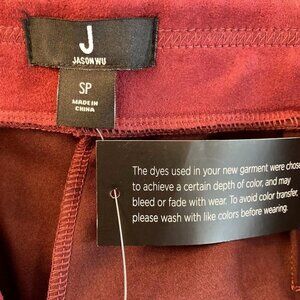 J
JASON WU
SP
MADE IN
CHINA
The dyes used in your new garment were chosen
to achieve a certain depth of color, and may
bleed or fade with wear. To avoid color transfer,
please wash with like colors before wearing.